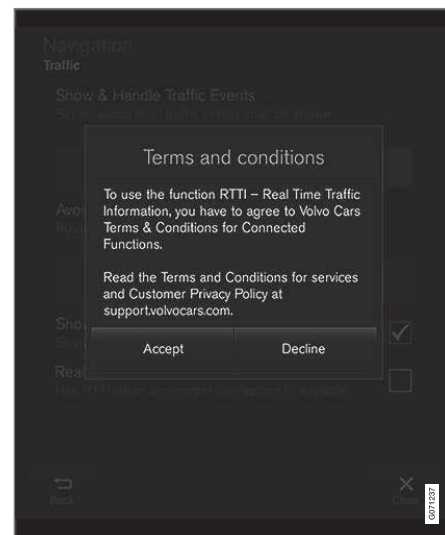 Navigation
Traffic
Show & Handle Traffic Events
Terms and conditions
To use the function RTTI – Real Time Traffic
Information, you have to agree to Volvo Cars
Terms & Conditions for Connected
Functions.
Read the Terms and Conditions for services
and Customer Privacy Policy at
support.volvocars.com.
Accept
Decline
Back
Close
G071237